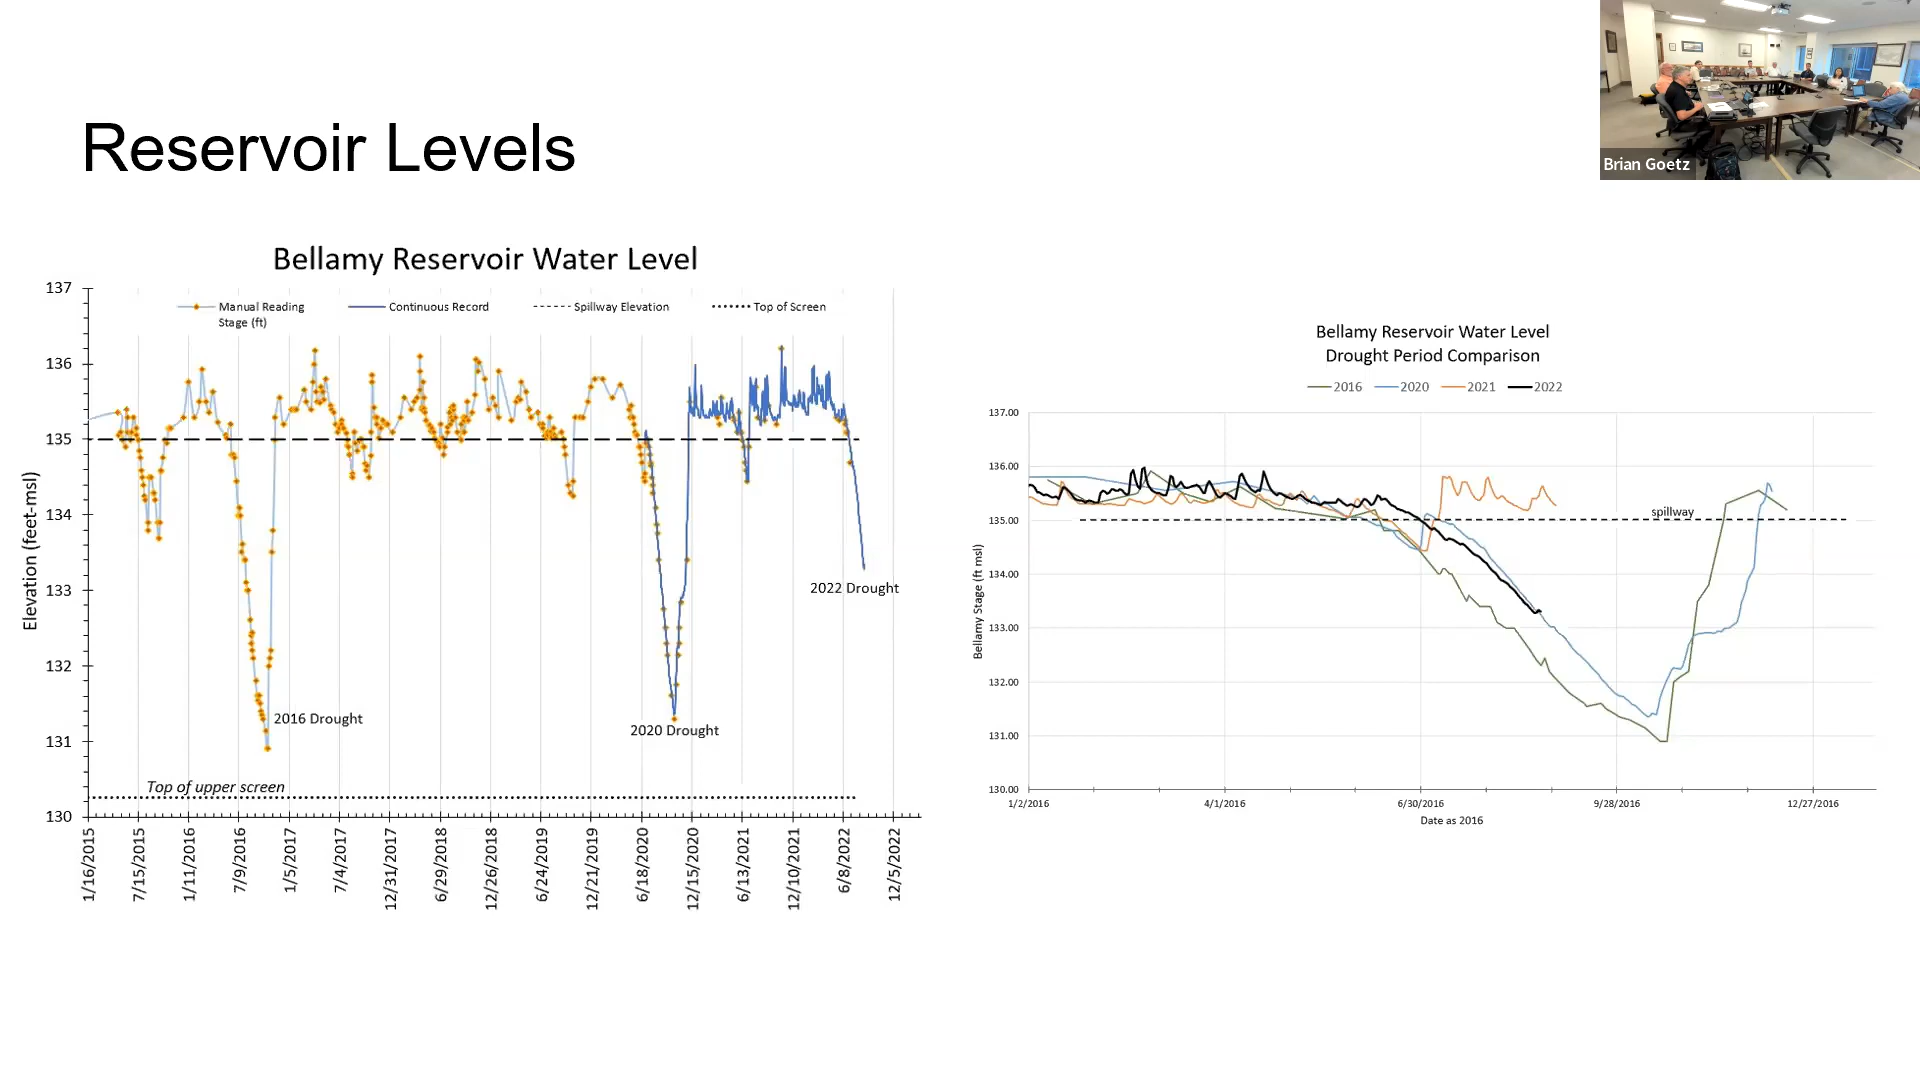 Brian Goetz
Reservoir Levels
Bellamy Reservoir Water Level
Manual Reading Stage (ft)
Continuous Record
Spillway Elevation
Top of Screen
Elevation (feet-msl)
137
136
135
134
133
132
131
130
2016 Drought
2020 Drought
2022 Drought
Top of upper screen
1/16/2015
7/15/2015
1/11/2016
7/9/2016
1/5/2017
7/4/2017
12/31/2017
6/29/2018
12/26/2018
6/24/2019
12/21/2019
6/18/2020
12/15/2020
6/13/2021
12/10/2021
6/8/2022
12/5/2022
Bellamy Reservoir Water Level
Drought Period Comparison
2016
2020
2021
2022
Bellamy Stage (ft msl)
137.00
136.00
135.00
134.00
133.00
132.00
131.00
130.00
spillway
1/2/2016
4/1/2016
6/30/2016
9/28/2016
12/27/2016
Date as 2016